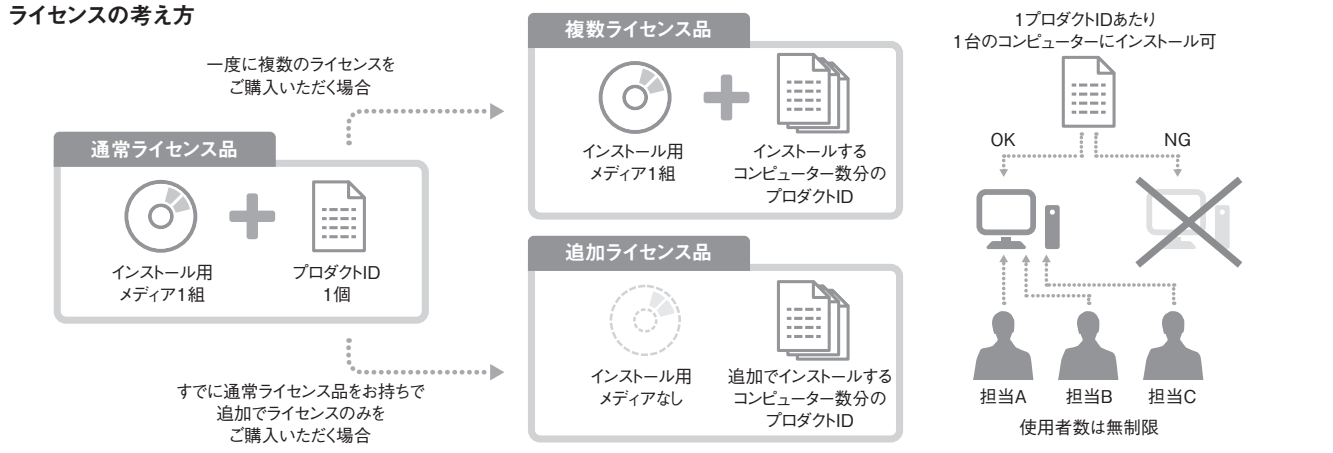 ライセンスの考え方
一度に複数のライセンスを
ご購入いただく場合
通常ライセンス品
インストール用
メディア1組
プロダクトID
1個
すでに通常ライセンス品をお持ちで
追加でライセンスのみを
ご購入いただく場合
複数ライセンス品
インストール用
メディア1組
インストールする
コンピューター数分の
プロダクトID
追加ライセンス品
インストール用
メディアなし
追加でインストールする
コンピューター数分の
プロダクトID
1プロダクトIDあたり
1台のコンピューターにインストール可
OK
NG
担当A
担当B
担当C
使用者数は無制限